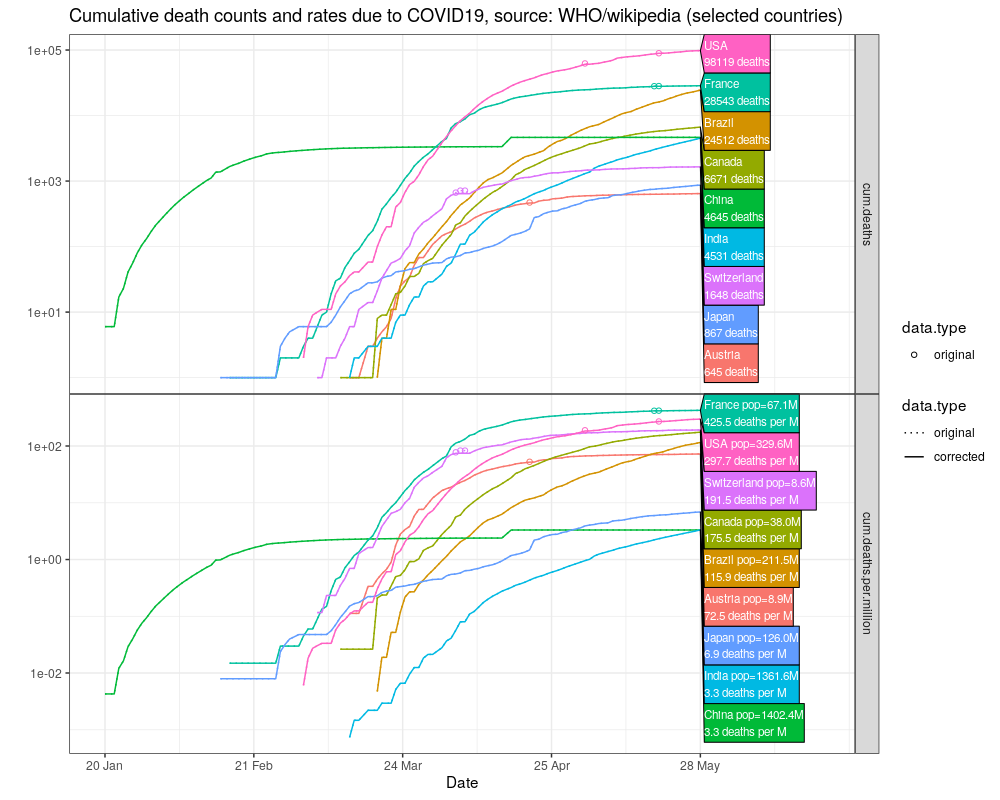 Cumulative death counts and rates due to COVID19, source: WHO/wikipedia (selected countries)
1e+05
1e+03
1e+01
USA
98119 deaths
France
28543 deaths
Brazil
24512 deaths
Canada
6671 deaths
China
4645 deaths
India
4531 deaths
Switzerland
1648 deaths
Japan
867 deaths
Austria
645 deaths
cum.deaths
1e+02
1e+00
1e-02
France pop=67.1M
425.5 deaths per M
USA pop=329.6M
297.7 deaths per M
Switzerland pop=8.6M
191.5 deaths per M
Canada pop=38.0M
175.5 deaths per M
Brazil pop=211.5M
115.9 deaths per M
Austria pop=8.9M
72.5 deaths per M
Japan pop=126.0M
6.9 deaths per M
India pop=1361.6M
3.3 deaths per M
China pop=1402.4M
3.3 deaths per M
cum.deaths.per.million
20 Jan
21 Feb
24 Mar
25 Apr
28 May
Date
data.type
original
data.type
original
corrected